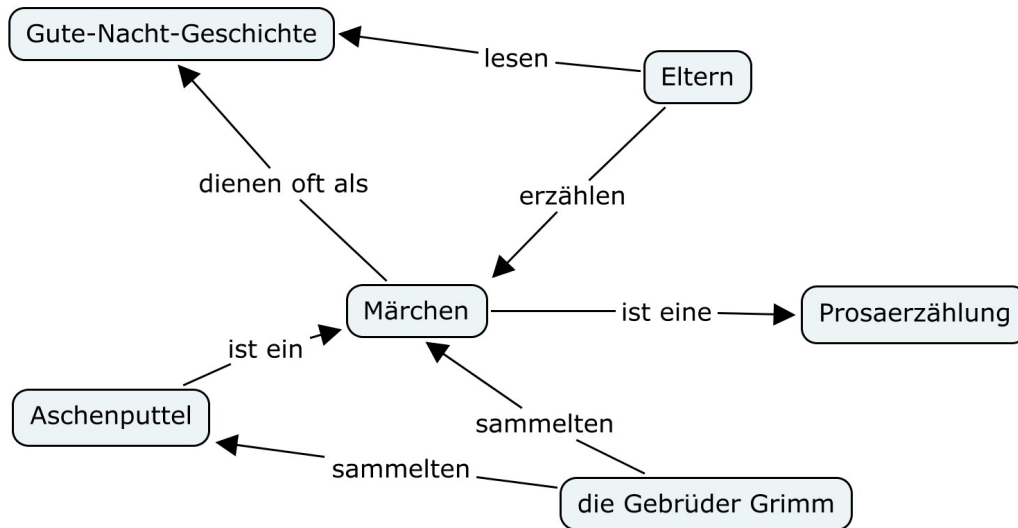 Gute-Nacht-Geschichte
lesen
Eltern
dienen oft als
erzählen
Märchen
ist eine
Prosaerzählung
ist ein
Aschenputtel
sammelten
sammelten
die Gebrüder Grimm